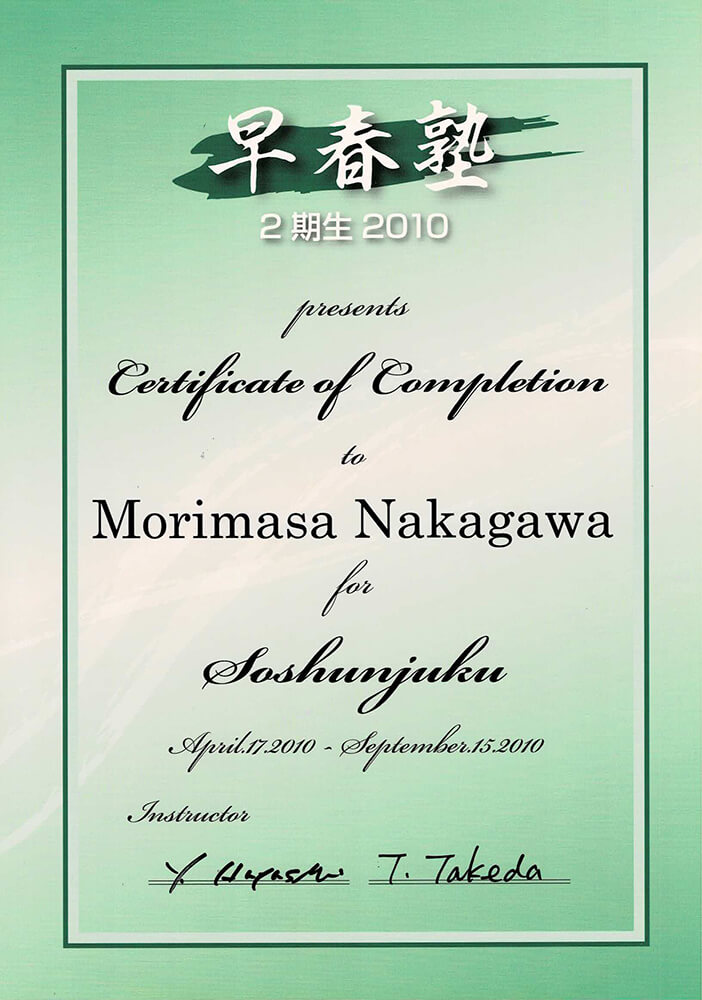 早春塾
2期生 2010
presents
Certificate of Completion
to
Morimasa Nakagawa
for
Soshunjuku
April.17.2010 - September.15.2010
Instructor
Y. Hayashi T. Takeda